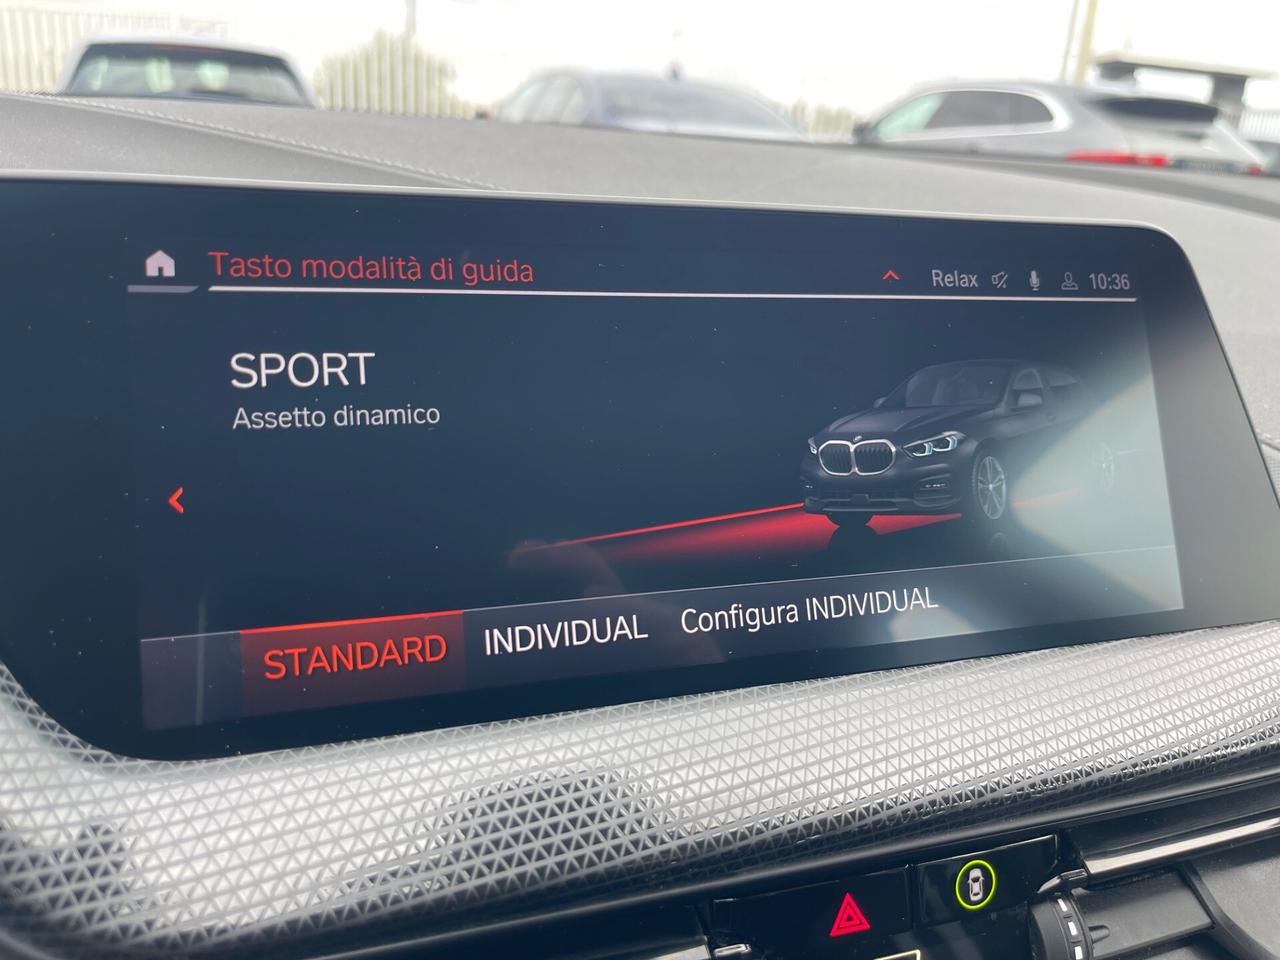 Tasto modalità di guida
Relax 10:36
SPORT
Assetto dinamico
STANDARD INDIVIDUAL Configura INDIVIDUAL